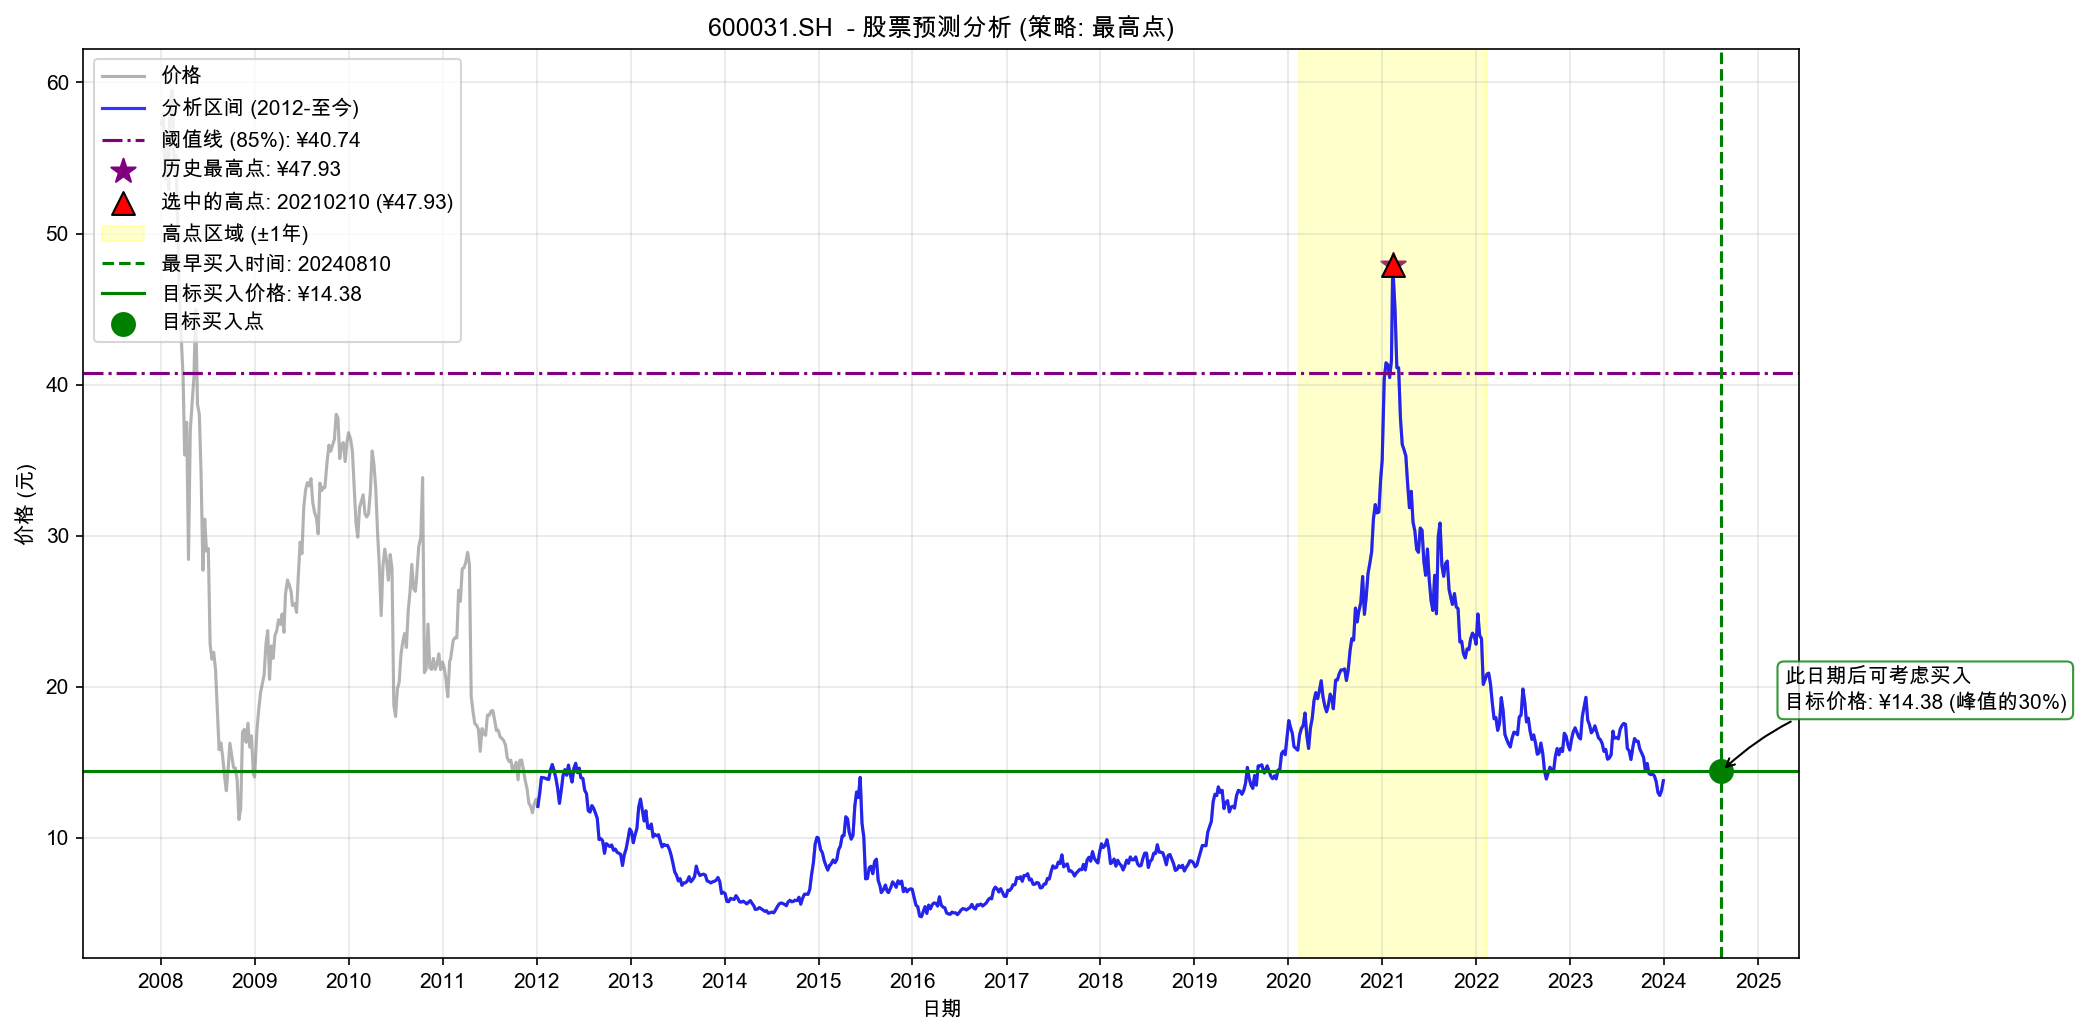 600031.SH - 股票预测分析 (策略: 最高点)
价格
分析区间 (2012-至今)
阈值线 (85%): ¥40.74
历史最高点: ¥47.93
选中的高点: 20210210 (¥47.93)
高点区域 (±1年)
最早买入时间: 20240810
目标买入价格: ¥14.38
目标买入点
价格 (元)
60
50
40
30
20
10
此日期后可考虑买入
目标价格: ¥14.38 (峰值的30%)
2008 2009 2010 2011 2012 2013 2014 2015 2016 2017 2018 2019 2020 2021 2022 2023 2024 2025
日期